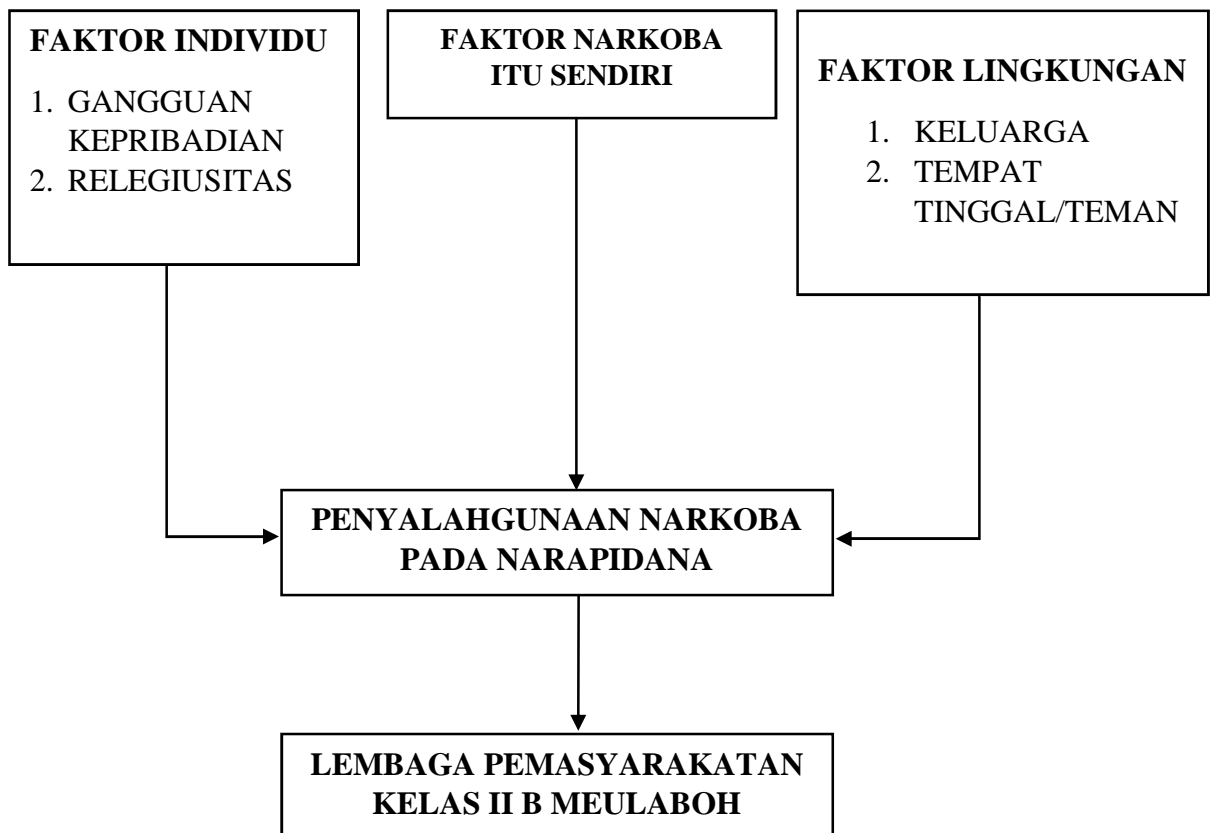 FAKTOR INDIVIDU
1. GANGGUAN
KEPRIBADIAN
2. RELEGIUSITAS
FAKTOR NARKOBA
ITU SENDIRI
FAKTOR LINGKUNGAN
1. KELUARGA
2. TEMPAT
TINGGAL/TEMAN
PENYALAHGUNAAN NARKOBA
PADA NARAPIDANA
LEMBAGA PEMASYARAKATAN
KELAS II B MEULABOH